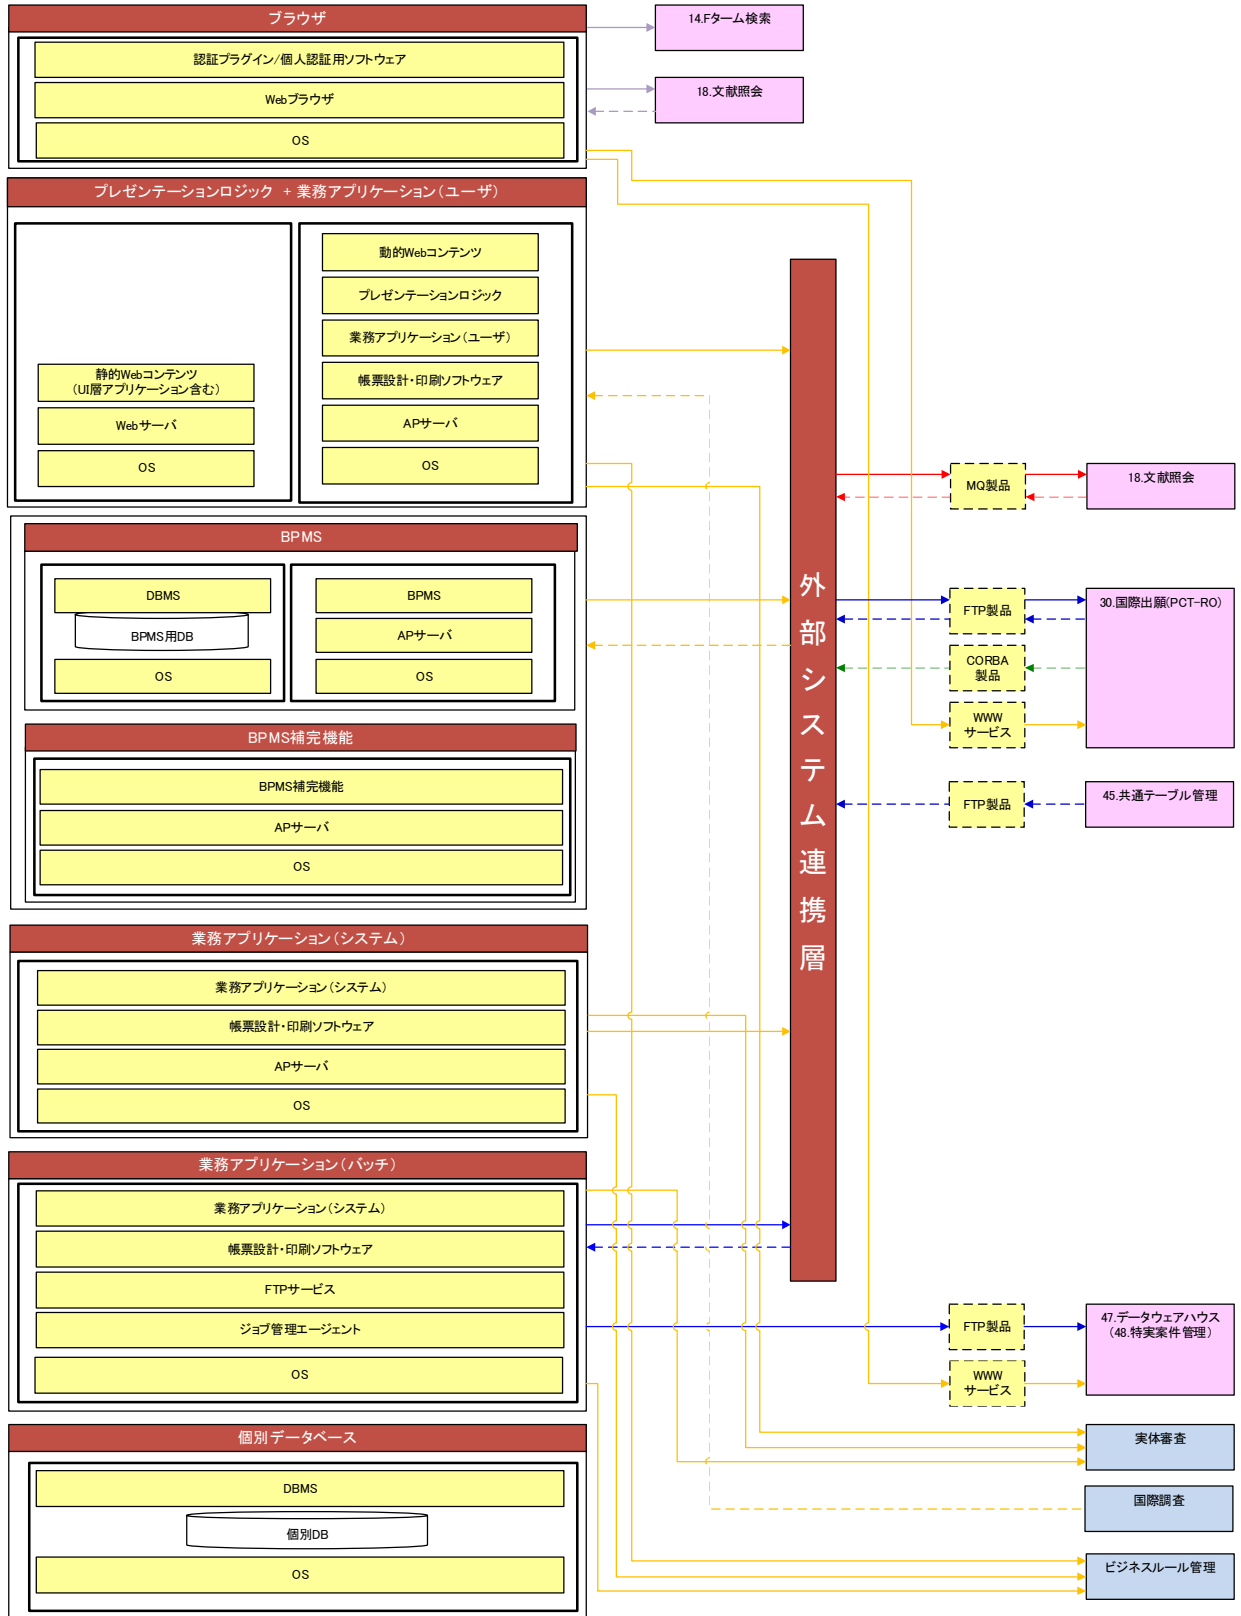 ブラウザ
認証プラグイン/個人認証用ソフトウェア
Webブラウザ
OS
14.Fターム検索
18.文献照会
プレゼンテーションロジック + 業務アプリケーション(ユーザ)
静的Webコンテンツ
(UI層アプリケーション含む)
Webサーバ
OS
動的Webコンテンツ
プレゼンテーションロジック
業務アプリケーション(ユーザ)
帳票設計・印刷ソフトウェア
APサーバ
OS
BPMS
DBMS
BPMS用DB
OS
BPMS
APサーバ
OS
BPMS補完機能
BPMS補完機能
APサーバ
OS
業務アプリケーション(システム)
業務アプリケーション(システム)
帳票設計・印刷ソフトウェア
APサーバ
OS
業務アプリケーション(バッチ)
業務アプリケーション(システム)
帳票設計・印刷ソフトウェア
FTPサービス
ジョブ管理エージェント
OS
個別データベース
DBMS
個別DB
OS
外部システム連携層
MQ製品
18.文献照会
FTP製品
CORBA
製品
WWW
サービス
30.国際出願(PCT-RO)
FTP製品
45.共通テーブル管理
FTP製品
WWW
サービス
47.データウェアハウス
(48.特実案件管理)
実体審査
国際調査
ビジネスルール管理